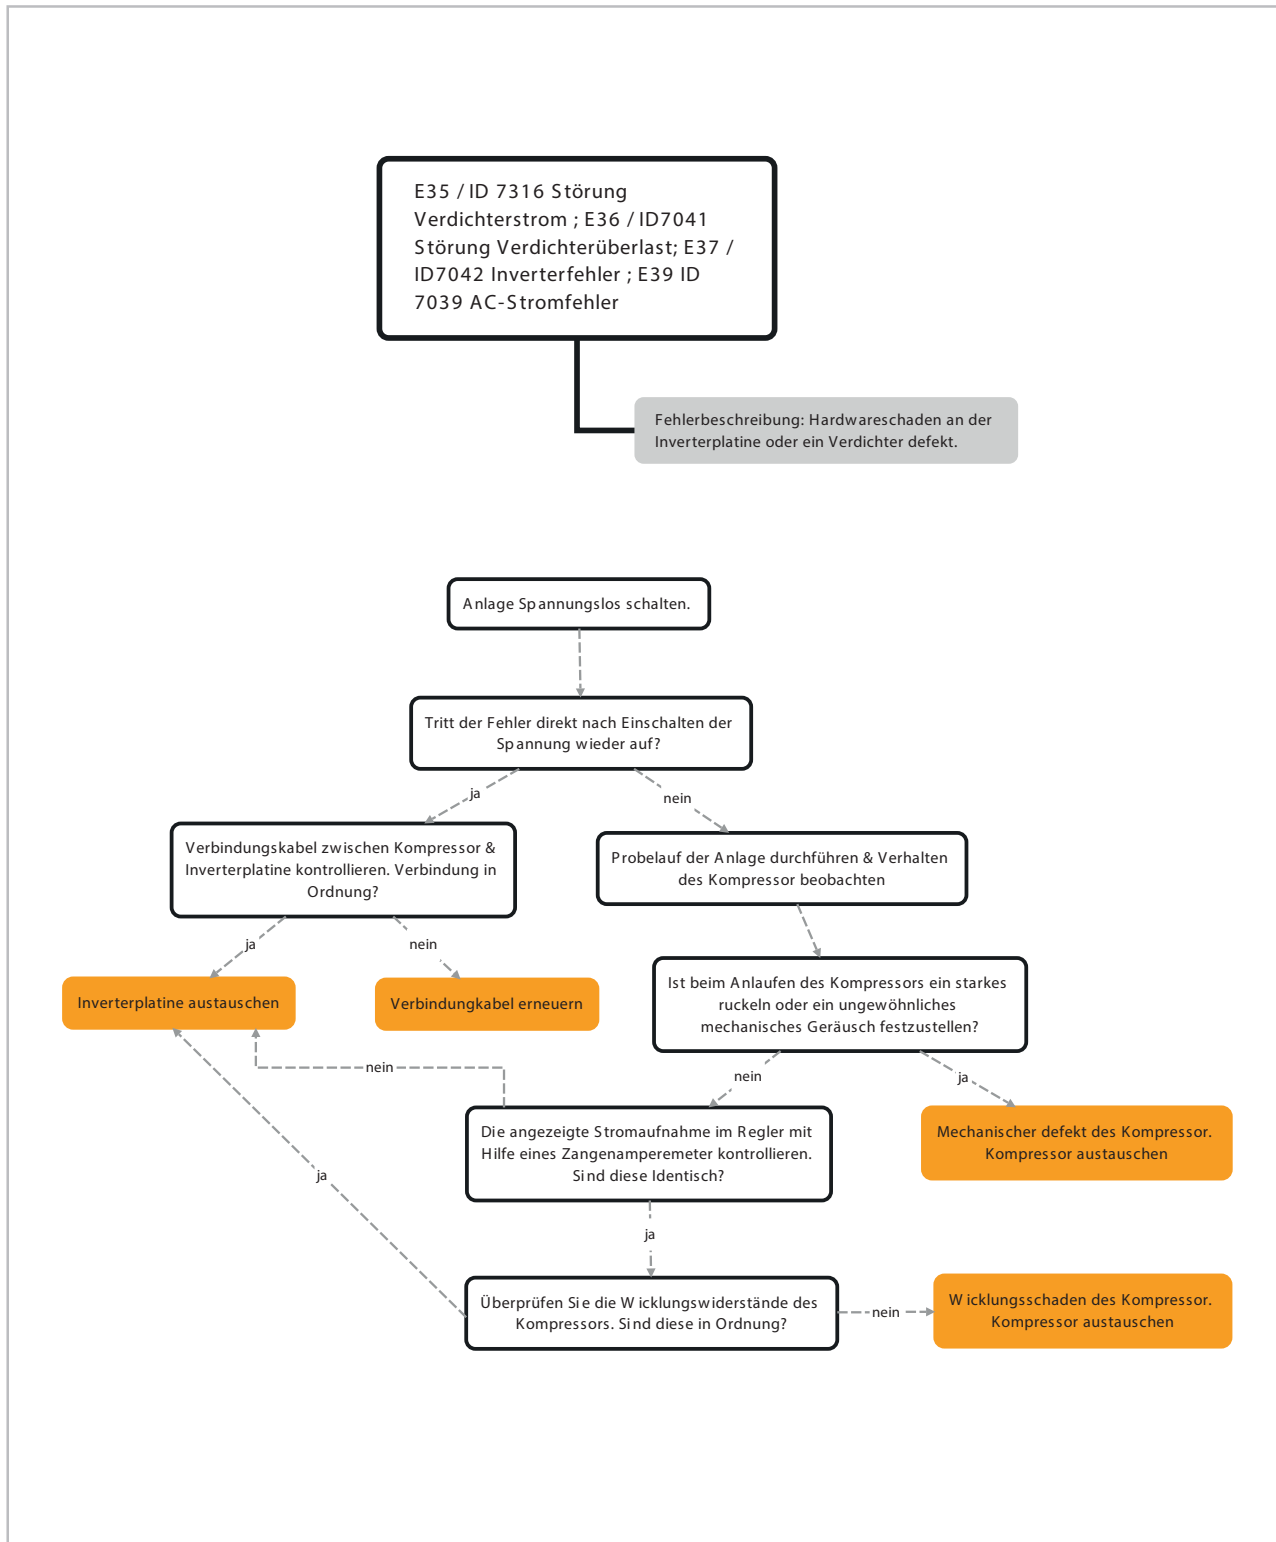 E35 / ID 7316 Störung
Verdichterstrom ; E36 / ID7041
Störung Verdichterüberlast; E37 /
ID7042 Inverterfehler ; E39 ID
7039 AC-Stromfehler
Fehlerbeschreibung: Hardwareschaden an der
Inverterplatine oder ein Verdichter defekt.
Anlage Spannungslos schalten.
Tritt der Fehler direkt nach Einschalten der
Spannung wieder auf?
ja
nein
Verbindungskabel zwischen Kompressor &
Inverterplatine kontrollieren. Verbindung in
Ordnung?
Probelauf der Anlage durchführen & Verhalten
des Kompressor beobachten
ja
nein
Inverterplatine austauschen
Verbindungkabel erneuern
Ist beim Anlaufen des Kompressors ein starkes
ruckeln oder ein ungewöhnliches
mechanisches Geräusch festzustellen?
nein
nein
ja
Die angezeigte Stromaufnahme im Regler mit
Hilfe eines Zangenamperemeter kontrollieren.
Sind diese Identisch?
Mechanischer defekt des Kompressor.
Kompressor austauschen
ja
ja
Überprüfen Sie die Wicklungswiderstände des
Kompressors. Sind diese in Ordnung?
nein
Wicklungsschaden des Kompressor.
Kompressor austauschen